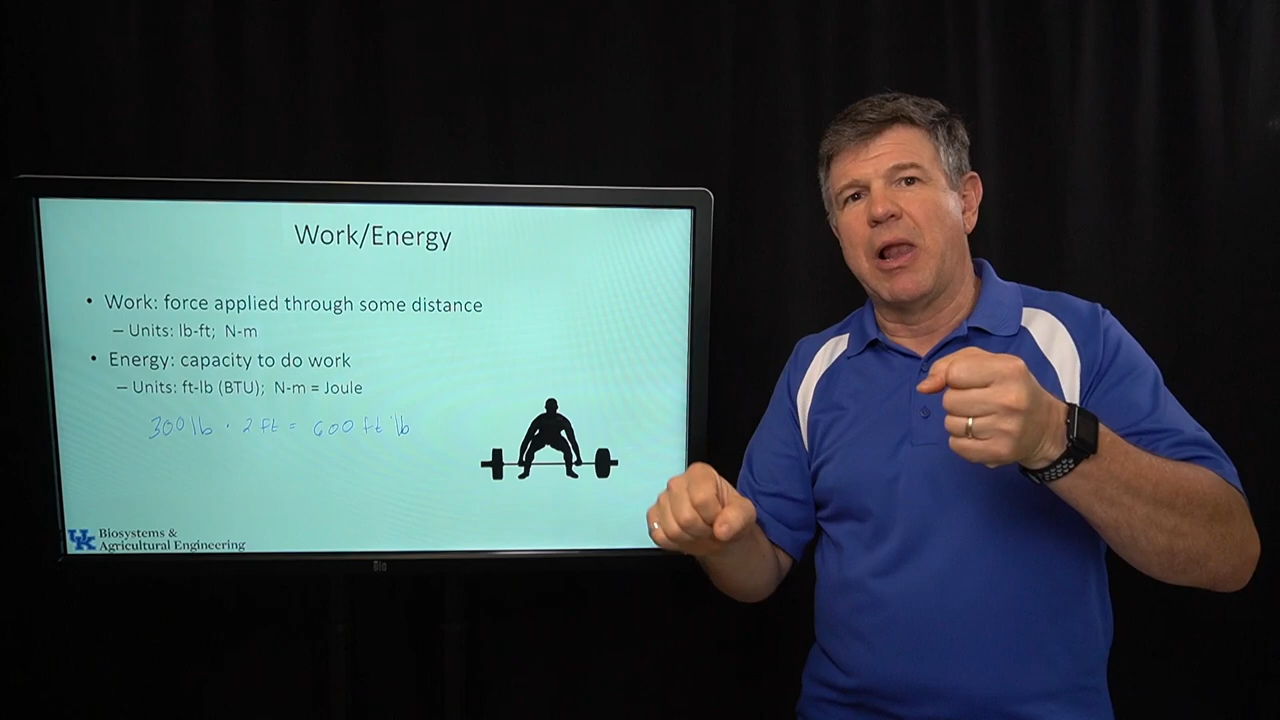 Work/Energy
• Work: force applied through some distance
– Units: lb-ft; N-m
• Energy: capacity to do work
– Units: ft-lb (BTU); N-m = Joule
300 lb · 2 ft = 600 ft lb
UK Biosystems &
Agricultural Engineering
elo